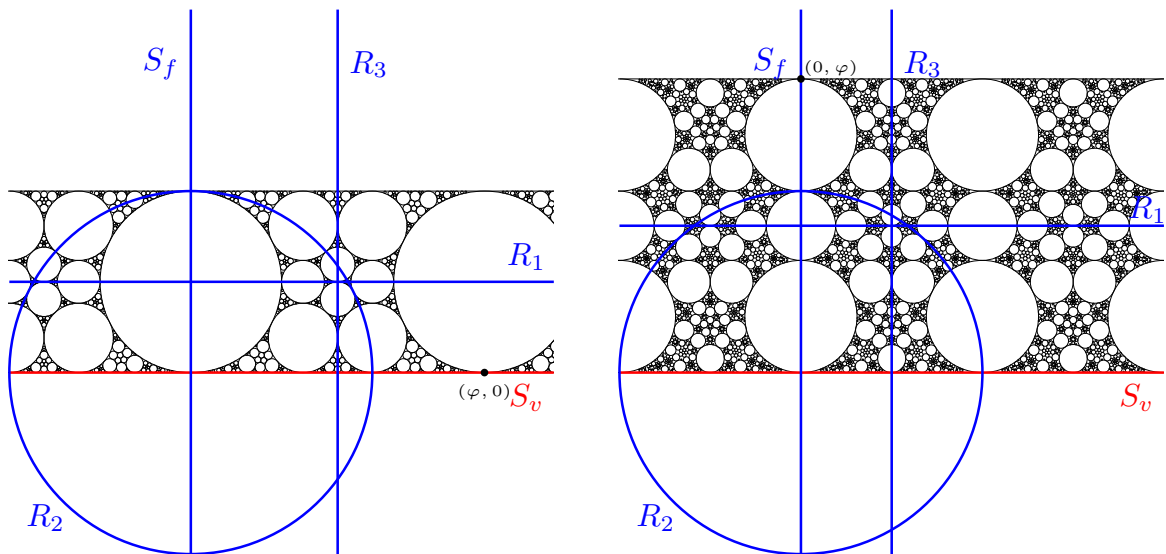 S_f
R_3
R_1
(φ, 0)
S_v
R_2
S_f
(0, φ)
R_3
R_1
S_v
R_2